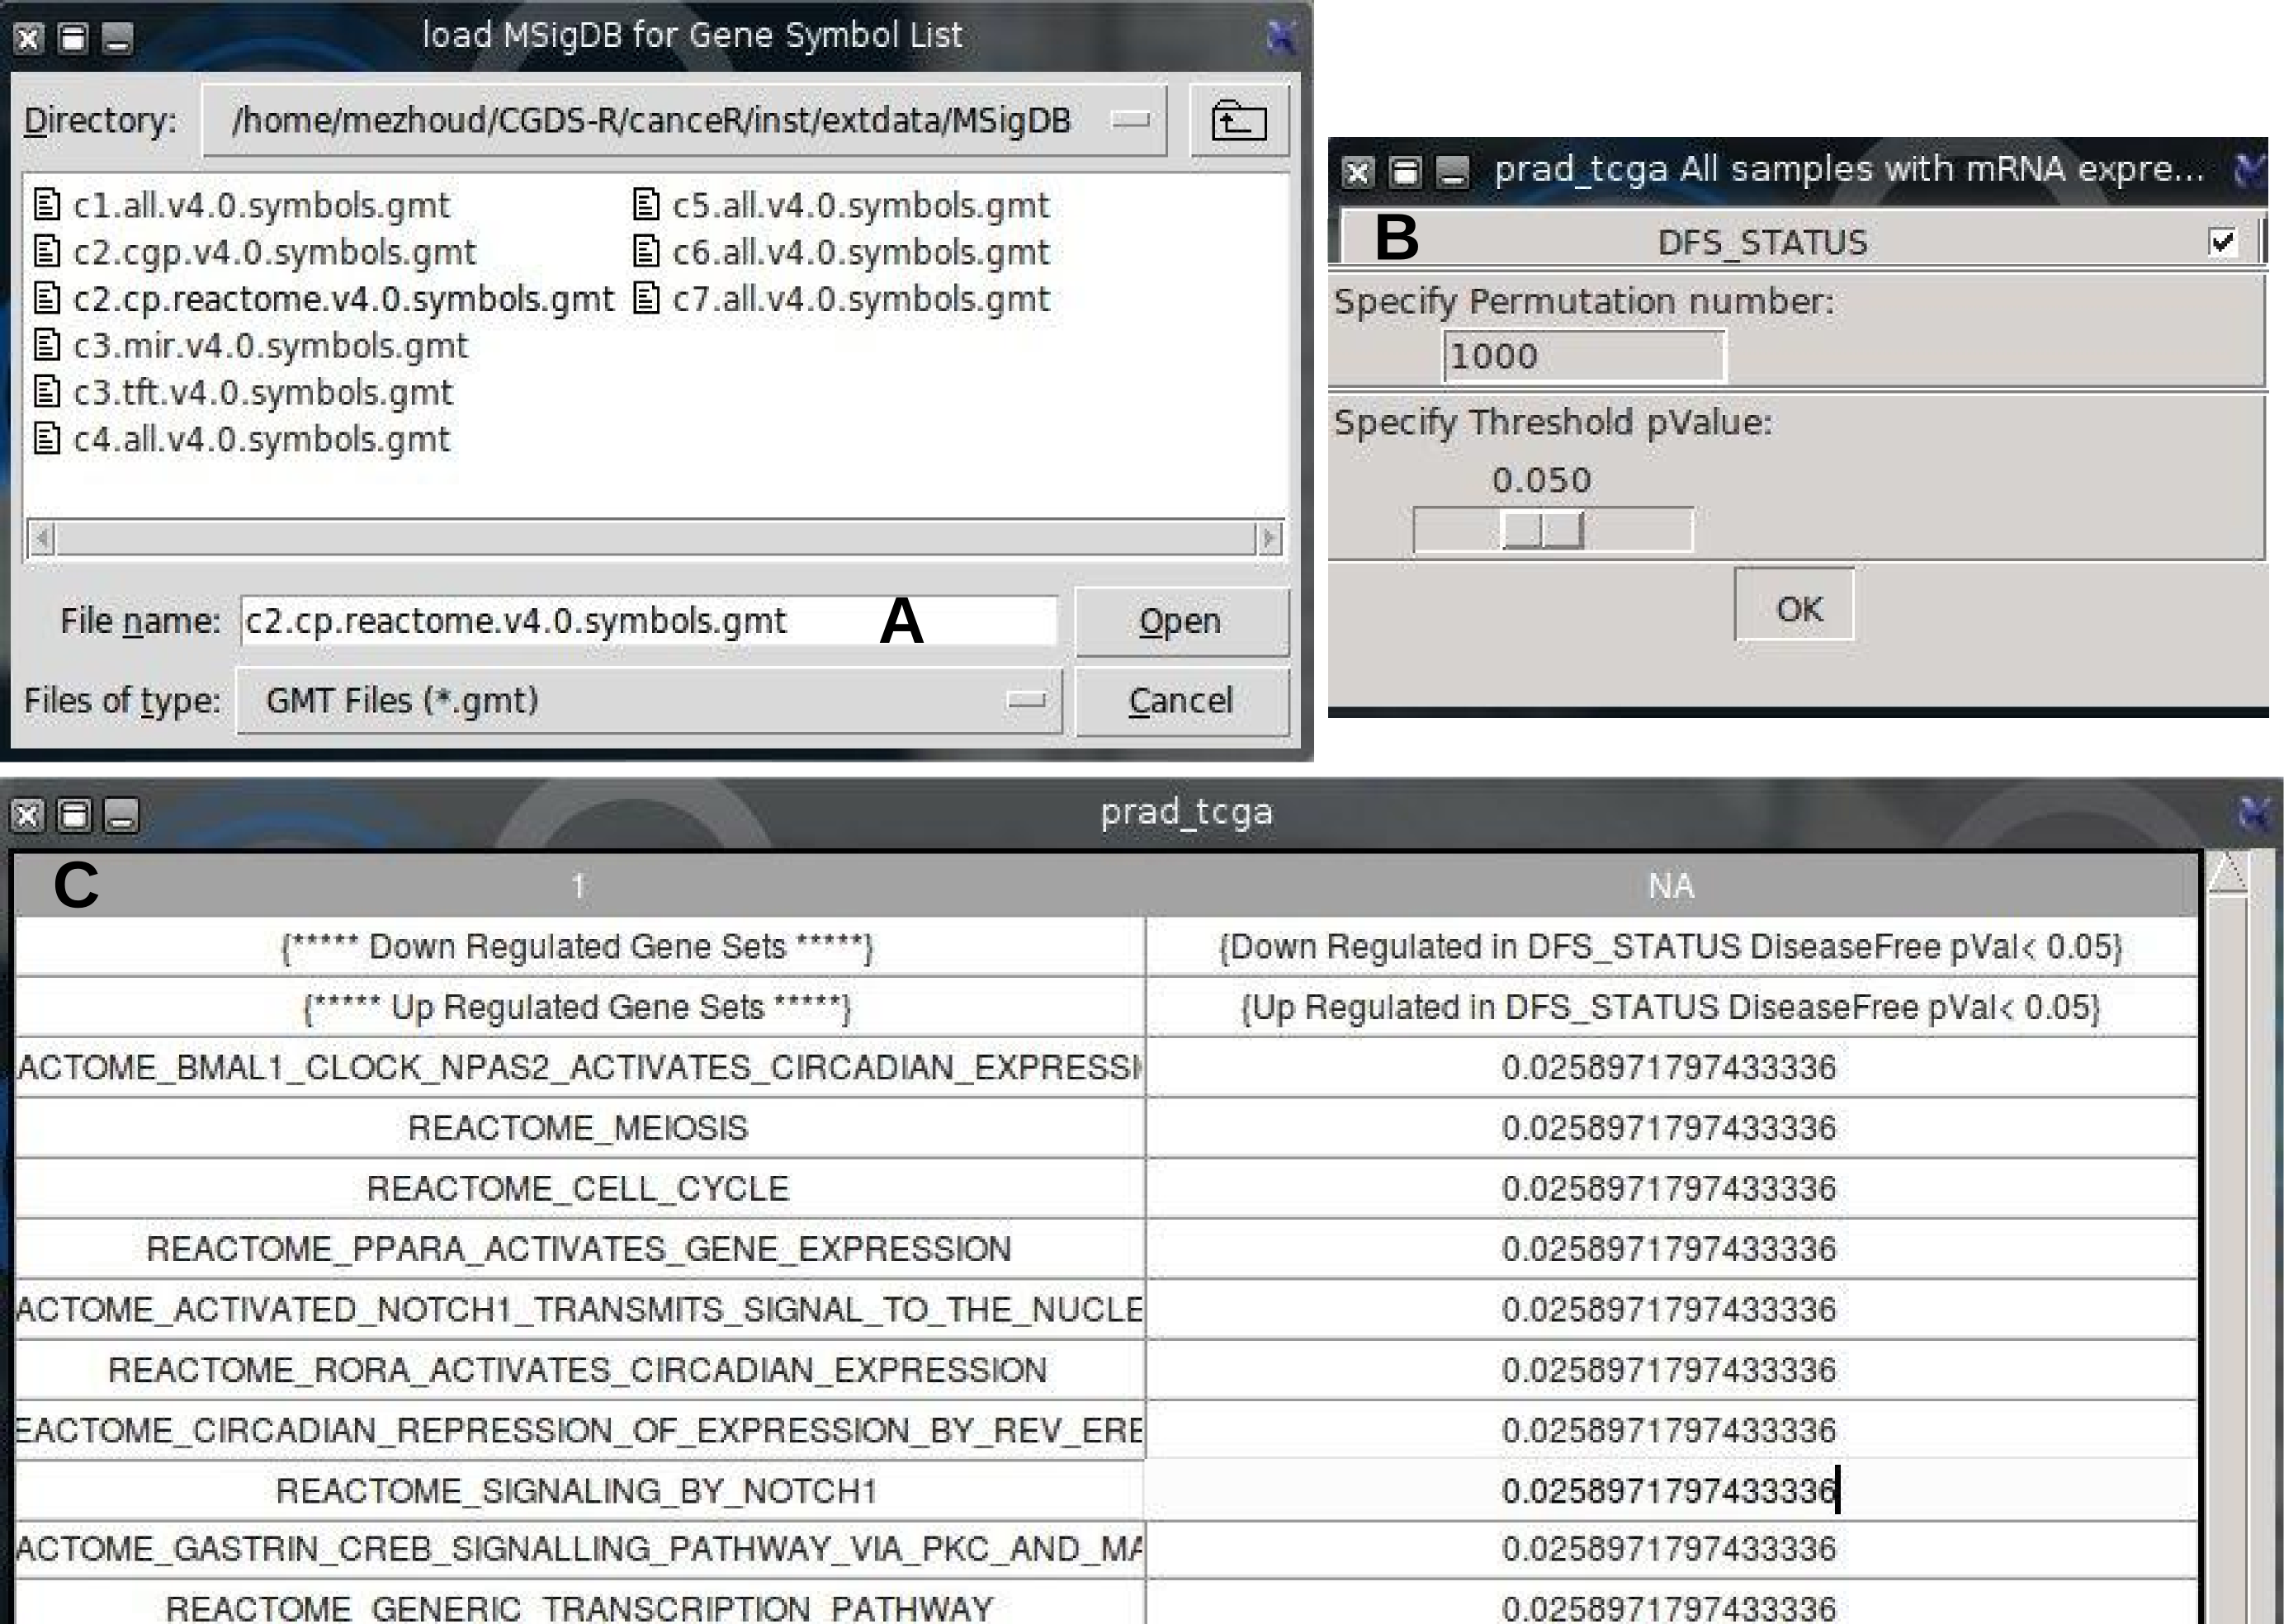 load MSigDB for Gene Symbol List
Directory: /home/mezhoud/CGDS-R/canceR/inst/extdata/MSigDB
c1.all.v4.0.symbols.gmt
c2.cgp.v4.0.symbols.gmt
c2.cp.reactome.v4.0.symbols.gmt
c3.mir.v4.0.symbols.gmt
c3.tft.v4.0.symbols.gmt
c4.all.v4.0.symbols.gmt
c5.all.v4.0.symbols.gmt
c6.all.v4.0.symbols.gmt
c7.all.v4.0.symbols.gmt
File name: c2.cp.reactome.v4.0.symbols.gmt A Open
Files of type: GMT Files (*.gmt) Cancel
prad_tcga All samples with mRNA expre...
B DFS_STATUS
Specify Permutation number:
1000
Specify Threshold pValue:
0.050
OK
prad_tcga
C 1 NA
{***** Down Regulated Gene Sets *****} {Down Regulated in DFS_STATUS DiseaseFree pVal< 0.05}
{***** Up Regulated Gene Sets *****} {Up Regulated in DFS_STATUS DiseaseFree pVal< 0.05}
ACTOME_BMAL1_CLOCK_NPAS2_ACTIVATES_CIRCADIAN_EXPRESSI 0.0258971797433336
REACTOME_MEIOSIS 0.0258971797433336
REACTOME_CELL_CYCLE 0.0258971797433336
REACTOME_PPARA_ACTIVATES_GENE_EXPRESSION 0.0258971797433336
ACTOME_ACTIVATED_NOTCH1_TRANSMITS_SIGNAL_TO_THE_NUCLE 0.0258971797433336
REACTOME_RORA_ACTIVATES_CIRCADIAN_EXPRESSION 0.0258971797433336
EACTOME_CIRCADIAN_REPRESSION_OF_EXPRESSION_BY_REV_ERE 0.0258971797433336
REACTOME_SIGNALING_BY_NOTCH1 0.0258971797433336
ACTOME_GASTRIN_CREB_SIGNALLING_PATHWAY_VIA_PKC_AND_MA 0.0258971797433336
REACTOME_GENERIC_TRANSCRIPTION_PATHWAY 0.0258971797433336